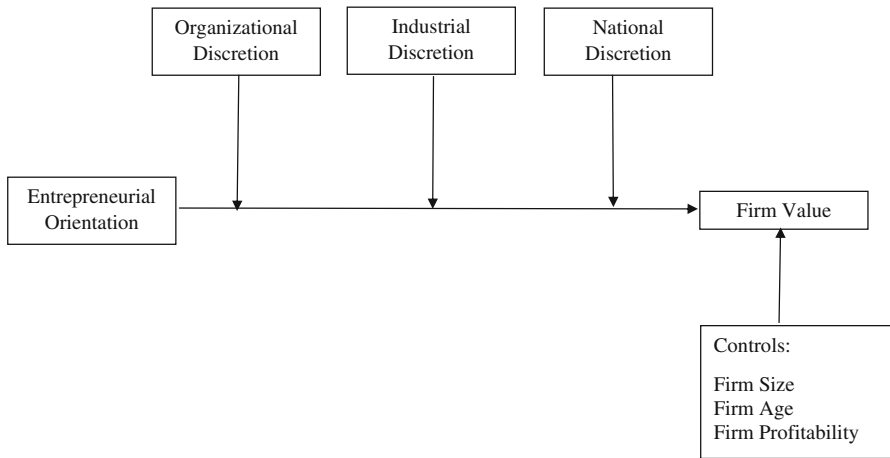 Organizational
Discretion
Industrial
Discretion
National
Discretion
Entrepreneurial
Orientation
Firm Value
Controls:
Firm Size
Firm Age
Firm Profitability